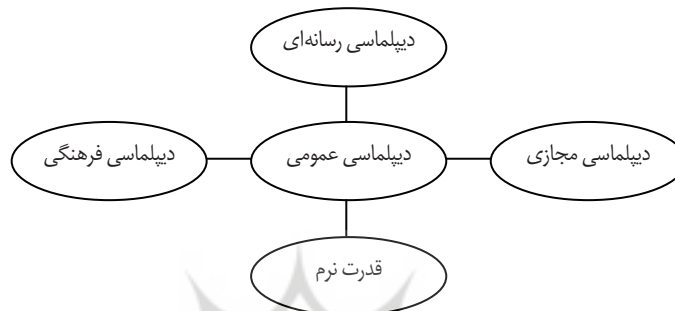 دیپلماسی رسانه‌ای
دیپلماسی مجازی
دیپلماسی عمومی
دیپلماسی فرهنگی
قدرت نرم